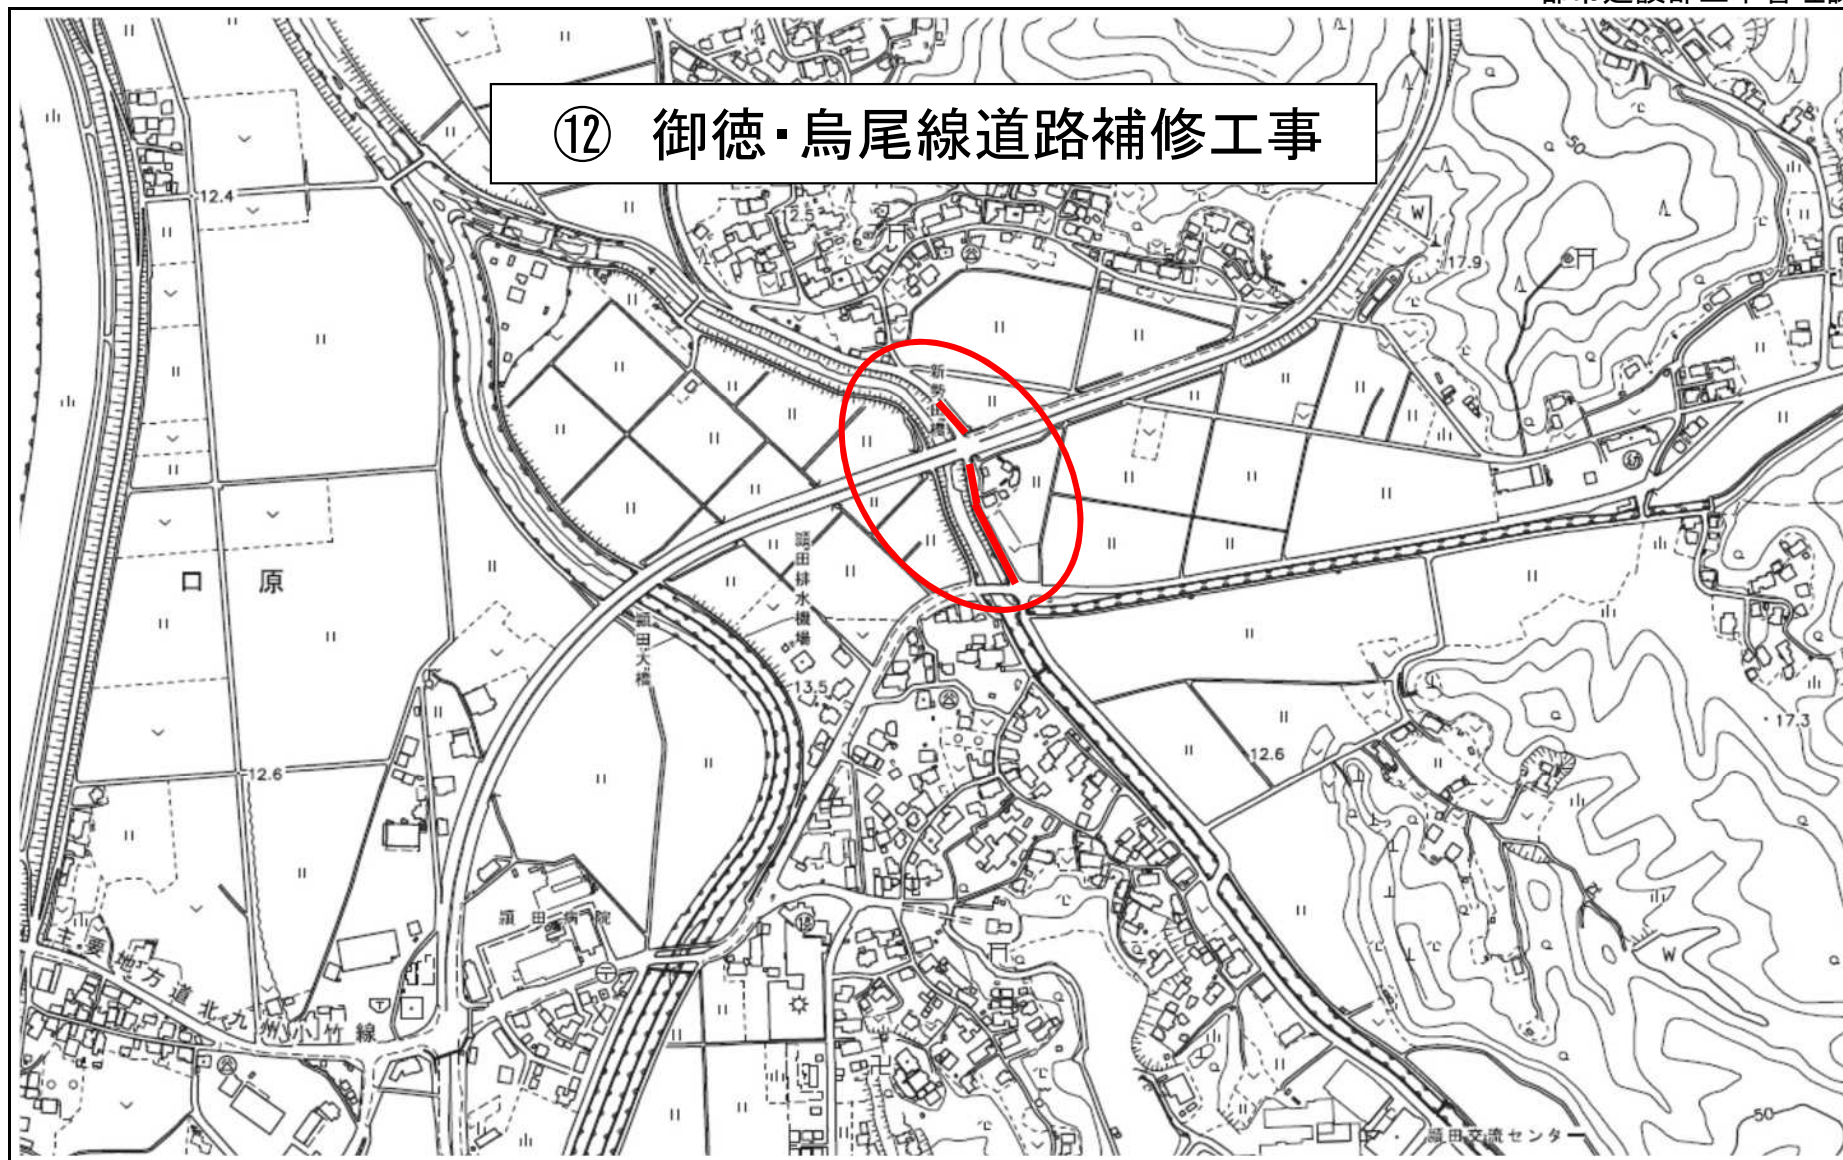 ⑫ 御徳・烏尾線道路補修工事
12.4
12.5
17.9
50
W
新勢田橋
口原
頴田排水機場
頴田大橋
13.5
17.3
12.6
12.6
頴田病院
W
主要地方道北九州小竹線
50
頴田交流センター